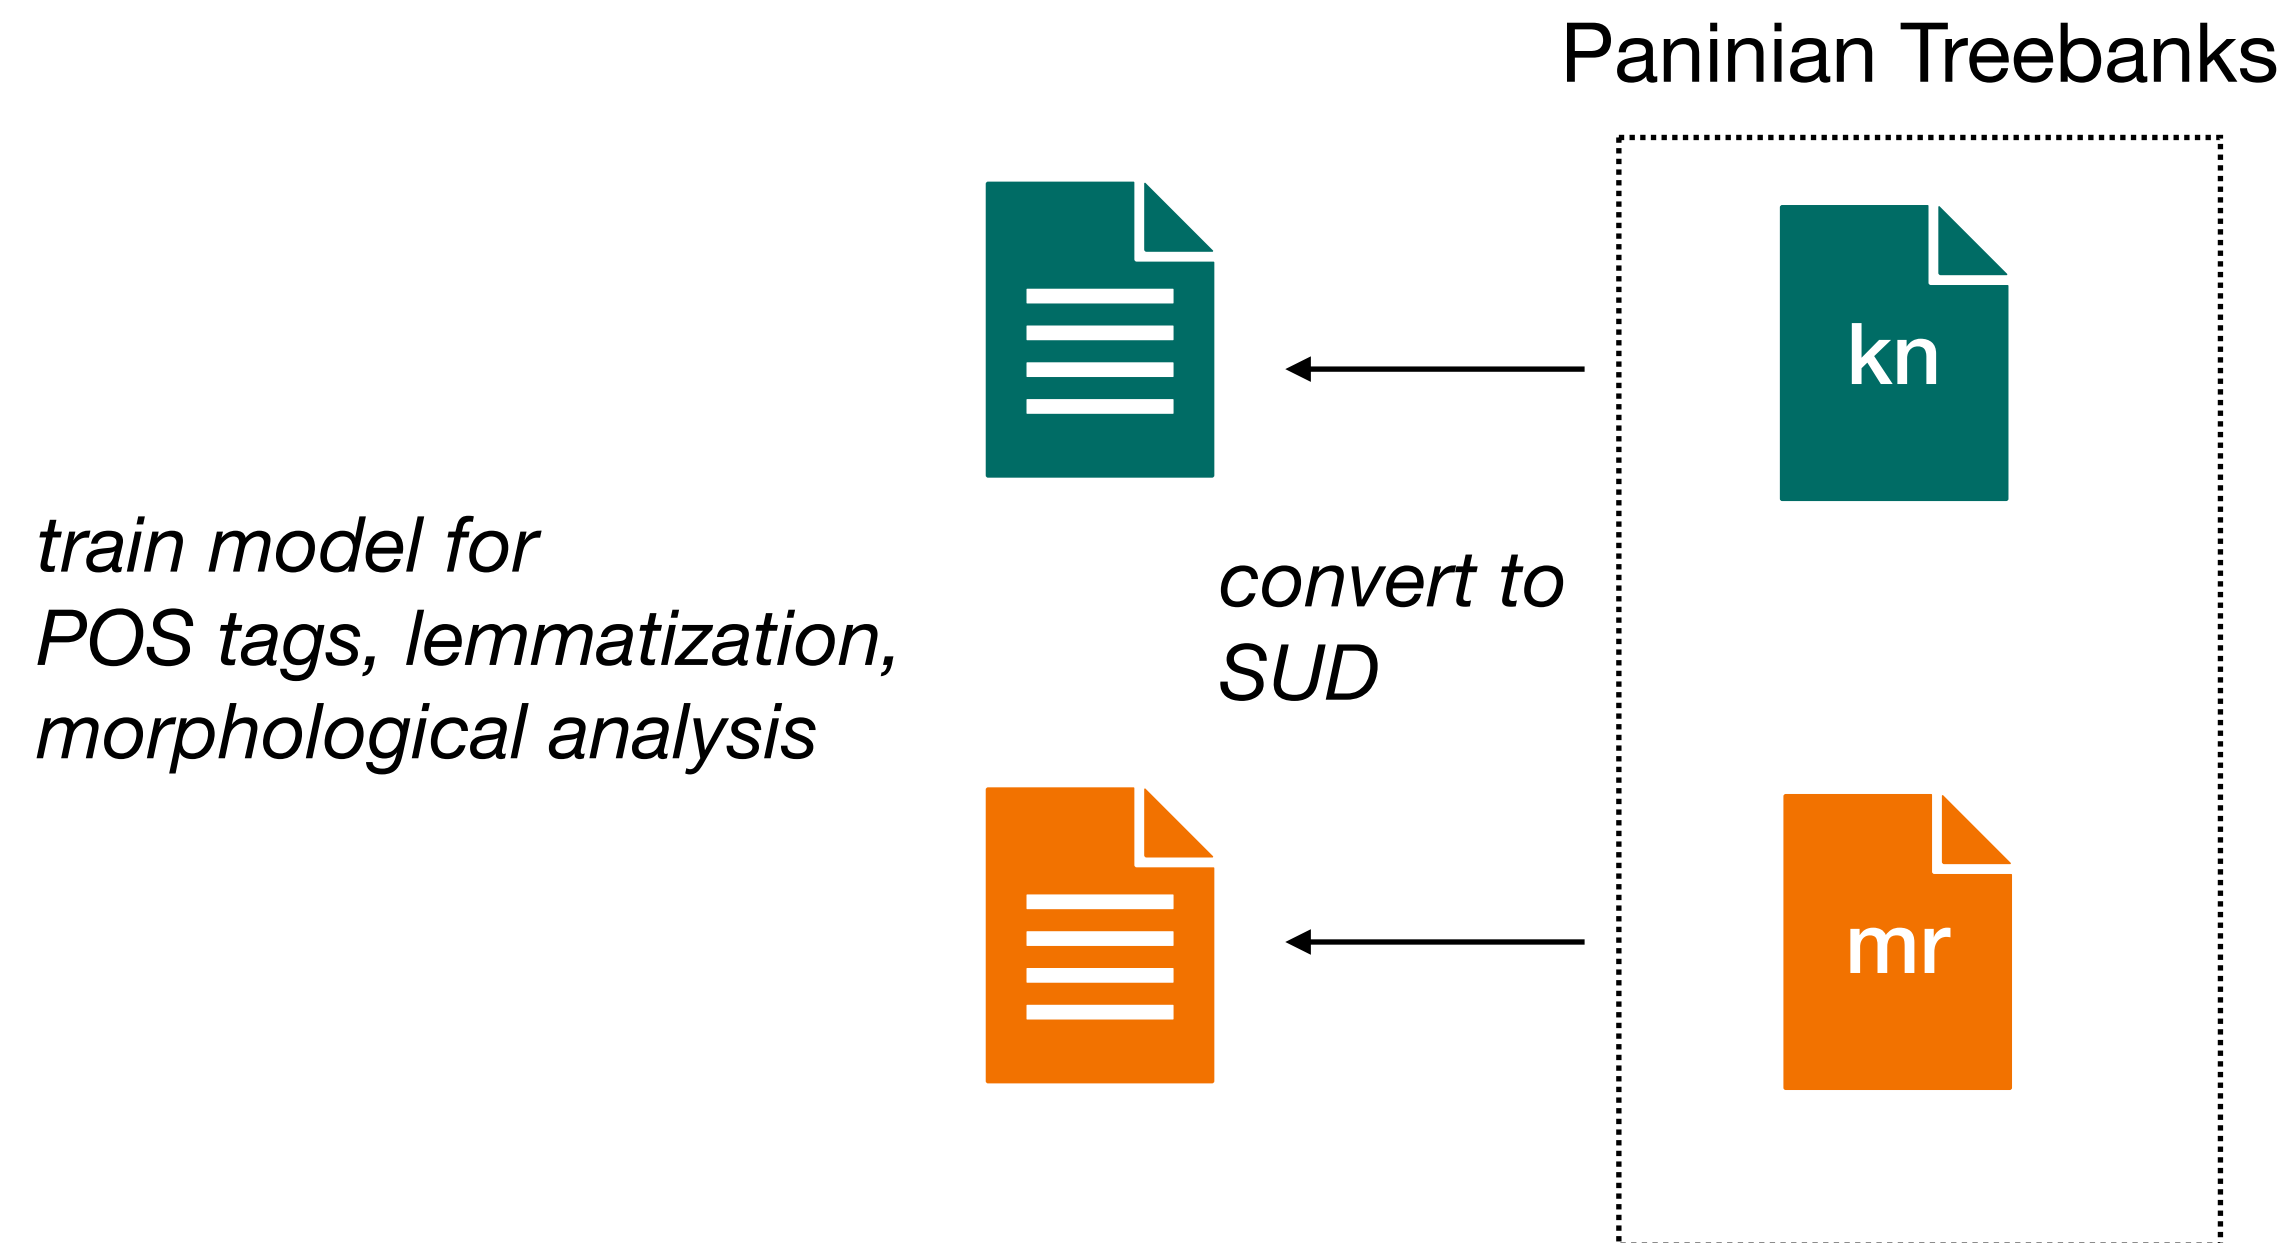 Paninian Treebanks
kn
train model for
POS tags, lemmatization,
morphological analysis
convert to
SUD
mr